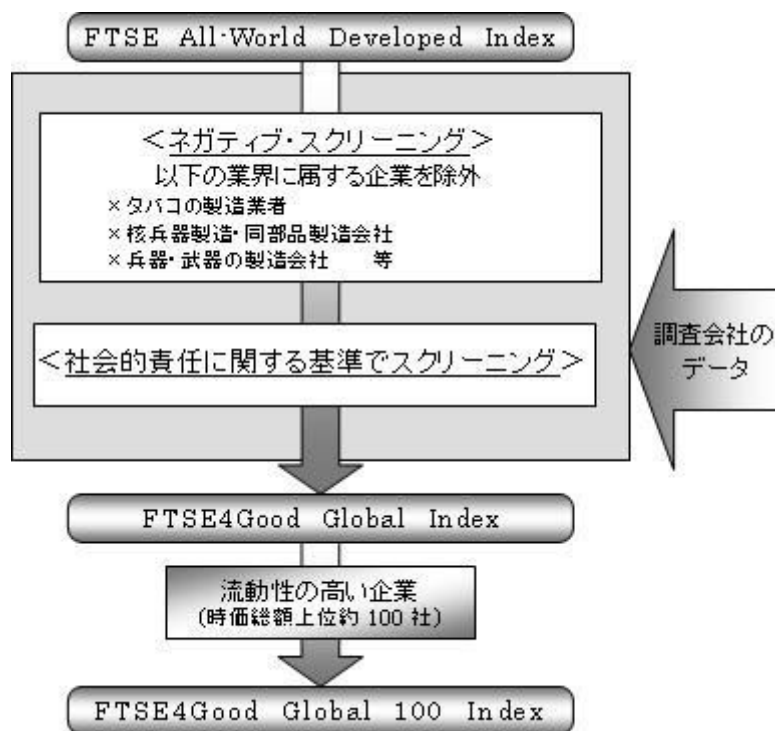 FTSE All·World Developed Index
＜ネガティブ・スクリーニング＞
以下の業界に属する企業を除外
×タバコの製造業者
×核兵器製造・同部品製造会社
×兵器・武器の製造会社　等
＜社会的責任に関する基準でスクリーニング＞
調査会社の
データ
FTSE4Good Global Index
流動性の高い企業
(時価総額上位約 100 社)
FTSE4Good Global 100 Index